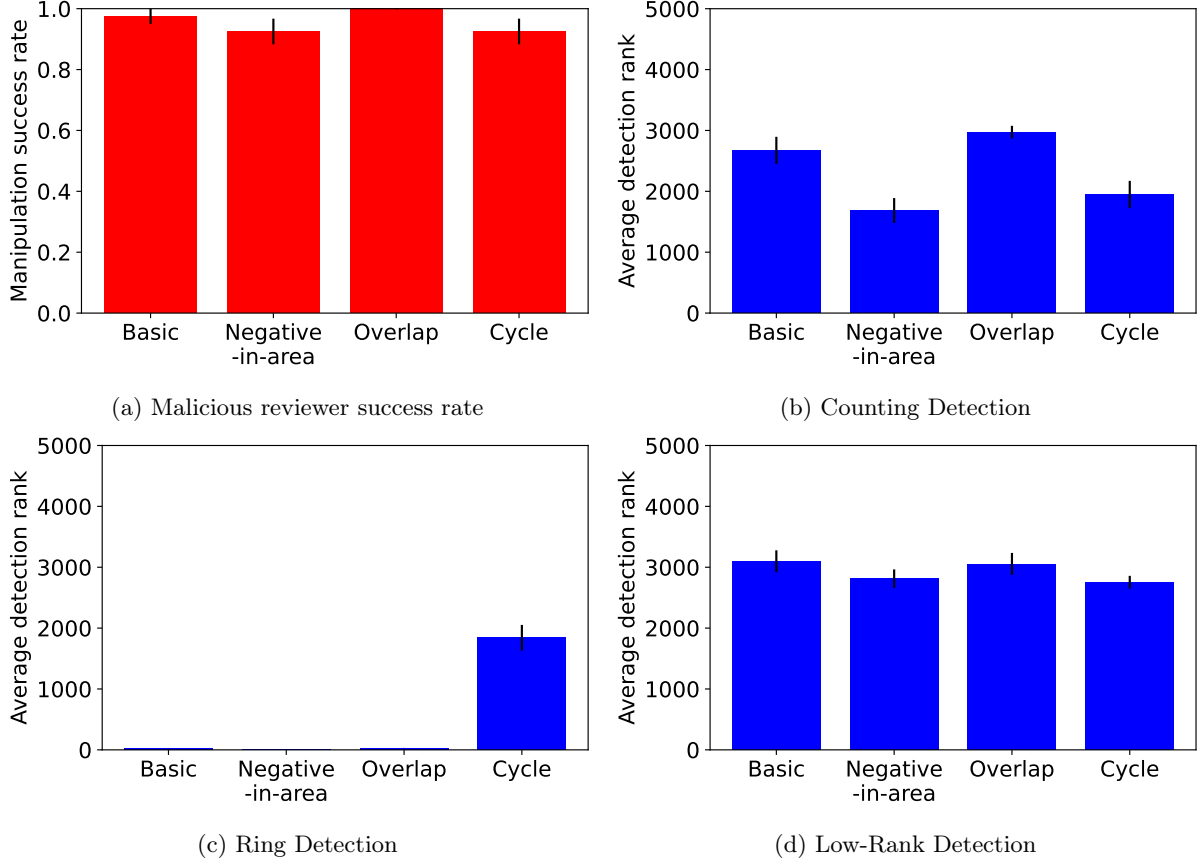 Manipulation success rate
1.0
0.8
0.6
0.4
0.2
0.0
Basic
Negative
-in-area
Overlap
Cycle
(a) Malicious reviewer success rate
Average detection rank
5000
4000
3000
2000
1000
0
Basic
Negative
-in-area
Overlap
Cycle
(b) Counting Detection
Average detection rank
5000
4000
3000
2000
1000
0
Basic
Negative
-in-area
Overlap
Cycle
(c) Ring Detection
Average detection rank
5000
4000
3000
2000
1000
0
Basic
Negative
-in-area
Overlap
Cycle
(d) Low-Rank Detection